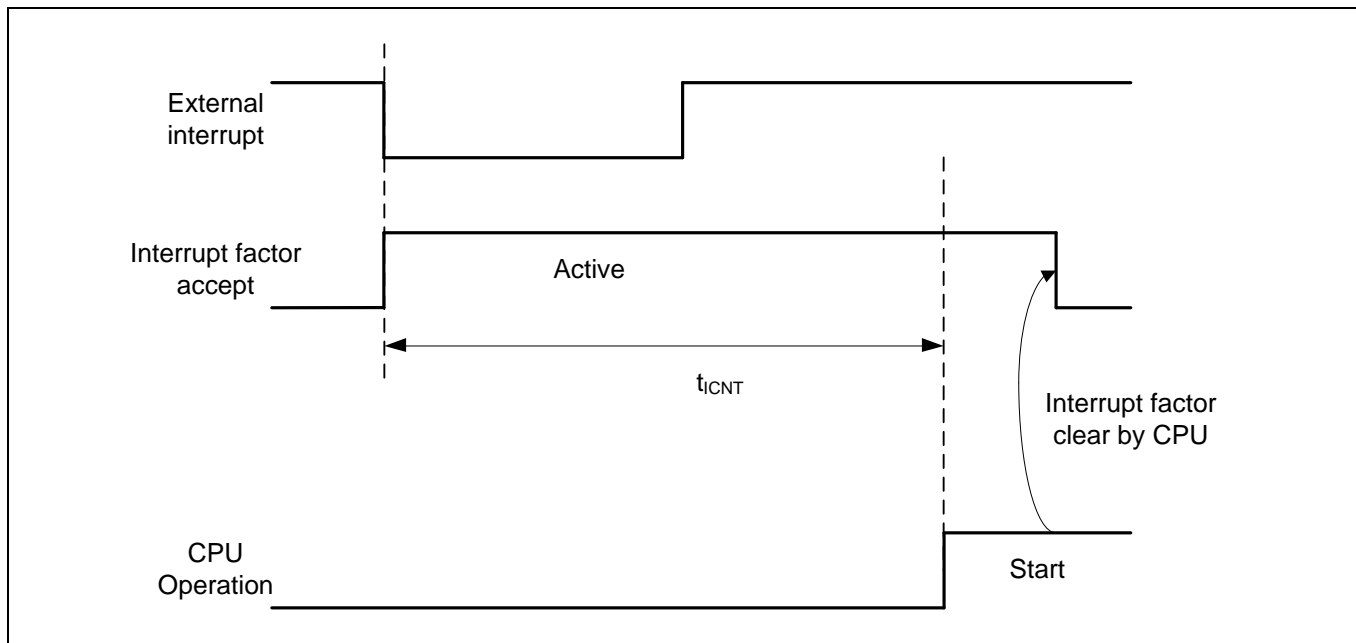 External
interrupt
Interrupt factor
accept
Active
tICNT
Interrupt factor
clear by CPU
CPU
Operation
Start